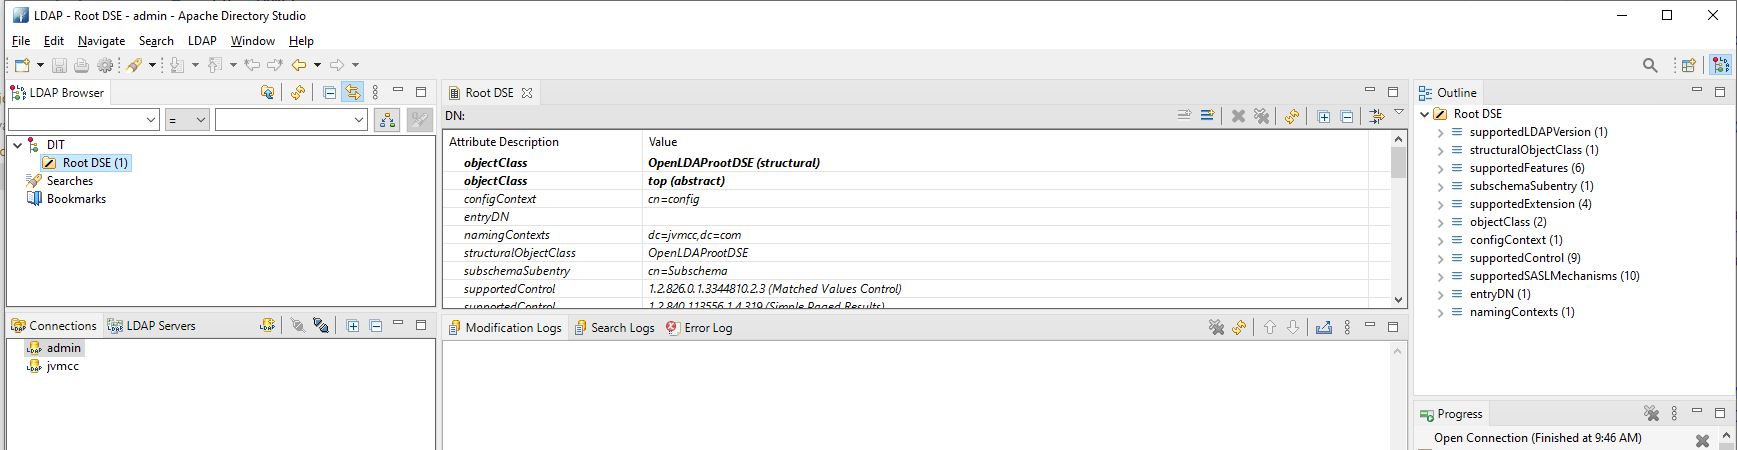 LDAP - Root DSE - admin - Apache Directory Studio
File Edit Navigate Search LDAP Window Help
LDAP Browser
=
DIT
Root DSE (1)
Searches
Bookmarks
Root DSE
DN:
Attribute Description Value
objectClass OpenLDAProotDSE (structural)
objectClass top (abstract)
configContext cn=config
entryDN
namingContexts dc=jvmcc,dc=com
structuralObjectClass OpenLDAProotDSE
subschemaSubentry cn=Subschema
supportedControl 1.2.826.0.1.3344810.2.3 (Matched Values Control)
supportedControl 1.2.840.113556.1.4.319 (Simple Paged Results)
Outline
Root DSE
supportedLDAPVersion (1)
structuralObjectClass (1)
supportedFeatures (6)
subschemaSubentry (1)
supportedExtension (4)
objectClass (2)
configContext (1)
supportedControl (9)
supportedSASLMechanisms (10)
entryDN (1)
namingContexts (1)
Connections LDAP Servers
admin
jvmcc
Modification Logs Search Logs Error Log
Progress
Open Connection (Finished at 9:46 AM)